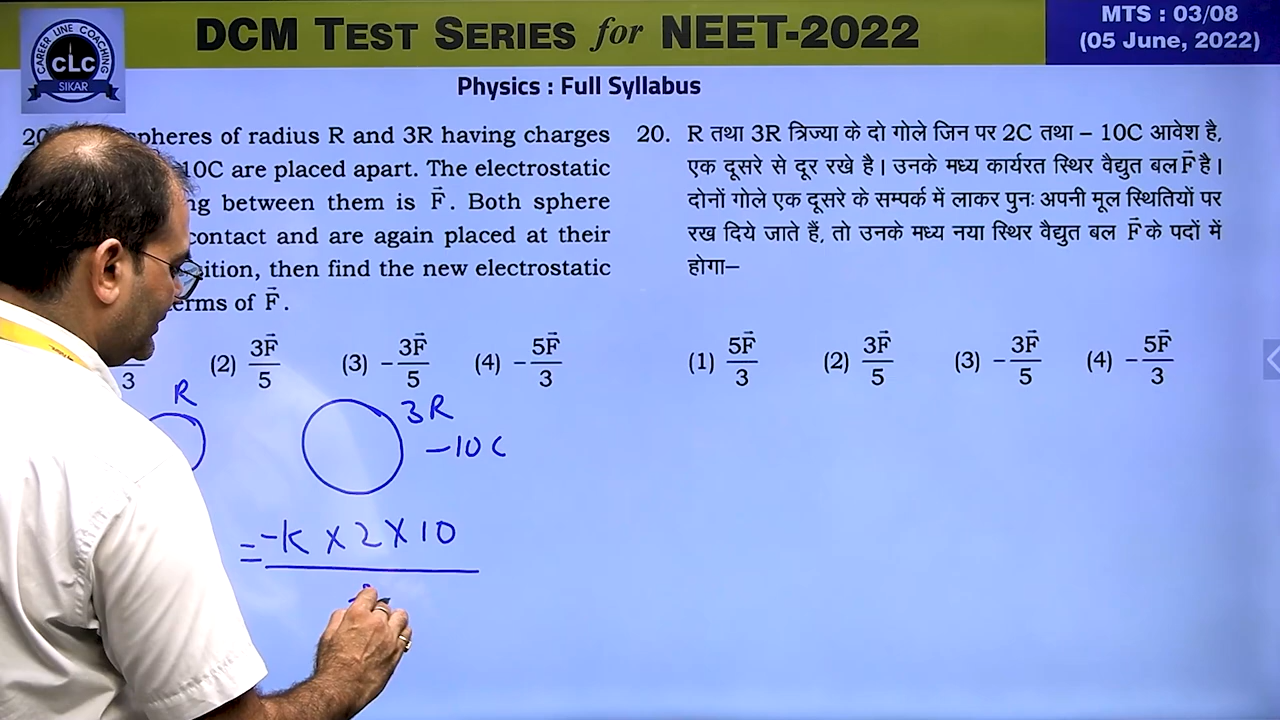 DCM TEST SERIES for NEET-2022
MTS : 03/08
(05 June, 2022)
CAREER LINE COACHING
CLC
SIKAR
Physics : Full Syllabus
spheres of radius R and 3R having charges
10C are placed apart. The electrostatic
between them is F⃗ . Both sphere
contact and are again placed at their
then find the new electrostatic
of F⃗ .
3
(2) 3F⃗/5 (3) −3F⃗/5 (4) −5F⃗/3
20. R तथा 3R त्रिज्या के दो गोले जिन पर 2C तथा – 10C आवेश है,
एक दूसरे से दूर रखे है। उनके मध्य कार्यरत स्थिर वैद्युत बल F⃗ है।
दोनों गोले एक दूसरे के सम्पर्क में लाकर पुनः अपनी मूल स्थितियों पर
रख दिये जाते हैं, तो उनके मध्य नया स्थिर वैद्युत बल F⃗ के पदों में
होगा–
(1) 5F⃗/3 (2) 3F⃗/5 (3) −3F⃗/5 (4) −5F⃗/3
R
3R
–10C
= –K × 2 × 10